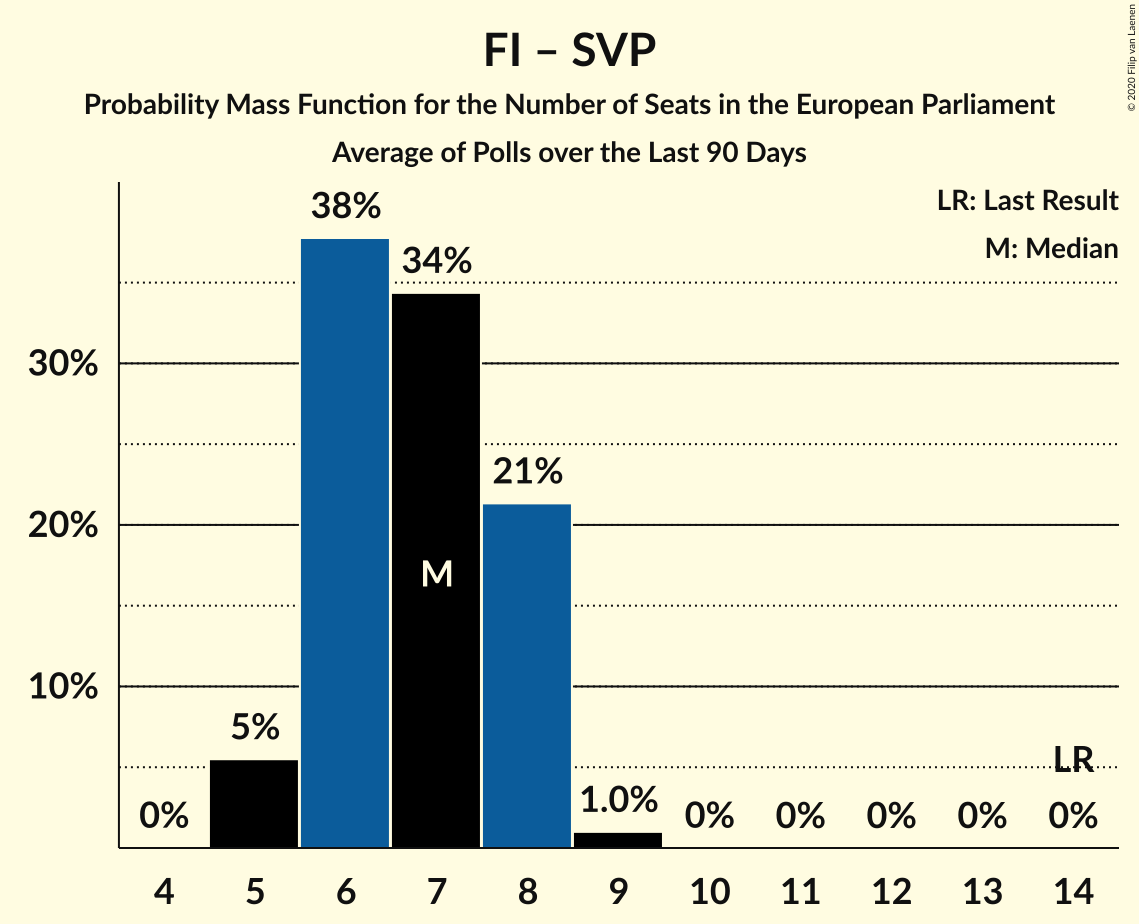 FI – SVP
Probability Mass Function for the Number of Seats in the European Parliament
Average of Polls over the Last 90 Days
© 2020 Filip van Laenen
LR: Last Result
M: Median
38%
34%
30%
21%
20%
M
10%
5%
LR
0%
1.0%
0%
0%
0%
0%
0%
4 5 6 7 8 9 10 11 12 13 14